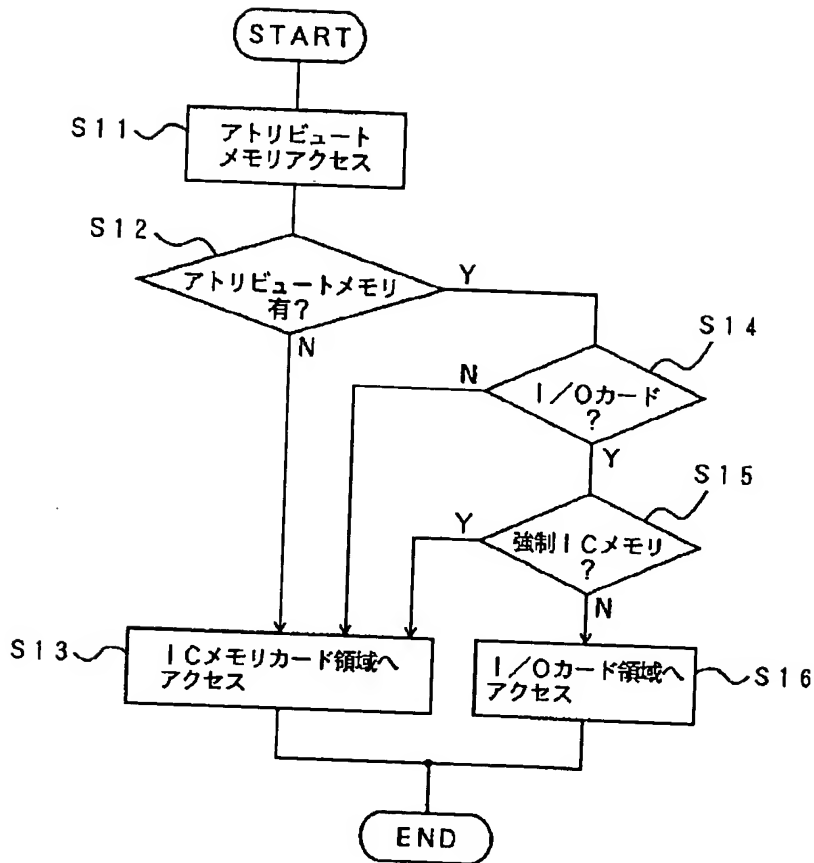 START
S11
アトリビュート
メモリアクセス
S12
アトリビュートメモリ
有?
Y
N
S14
I/Oカード
?
N
Y
S15
強制ICメモリ
?
Y
N
S13
ICメモリカード領域へ
アクセス
I/Oカード領域へ
アクセス
S16
END